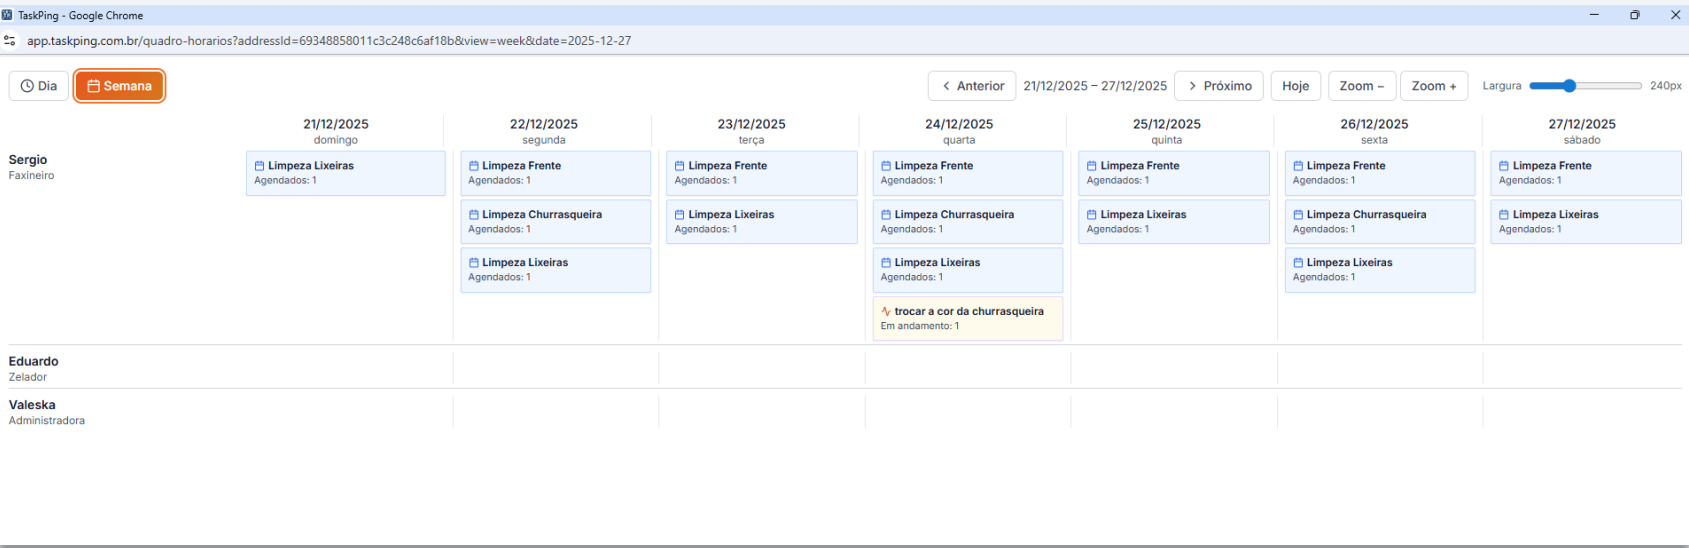 TaskPing - Google Chrome
app.taskping.com.br/quadro-horarios?addressId=69348858011c3c248c6af18b&view=week&date=2025-12-27
Dia Semana Anterior 21/12/2025 – 27/12/2025 Próximo Hoje Zoom – Zoom + Largura 240px
21/12/2025 22/12/2025 23/12/2025 24/12/2025 25/12/2025 26/12/2025 27/12/2025
domingo segunda terça quarta quinta sexta sábado
Sergio
Faxineiro
Limpeza Lixeiras
Agendados: 1
Limpeza Frente
Agendados: 1
Limpeza Churrasqueira
Agendados: 1
Limpeza Lixeiras
Agendados: 1
Limpeza Frente
Agendados: 1
Limpeza Lixeiras
Agendados: 1
Limpeza Frente
Agendados: 1
Limpeza Churrasqueira
Agendados: 1
Limpeza Lixeiras
Agendados: 1
trocar a cor da churrasqueira
Em andamento: 1
Limpeza Frente
Agendados: 1
Limpeza Lixeiras
Agendados: 1
Limpeza Frente
Agendados: 1
Limpeza Churrasqueira
Agendados: 1
Limpeza Lixeiras
Agendados: 1
Limpeza Frente
Agendados: 1
Limpeza Lixeiras
Agendados: 1
Eduardo
Zelador
Valeska
Administradora